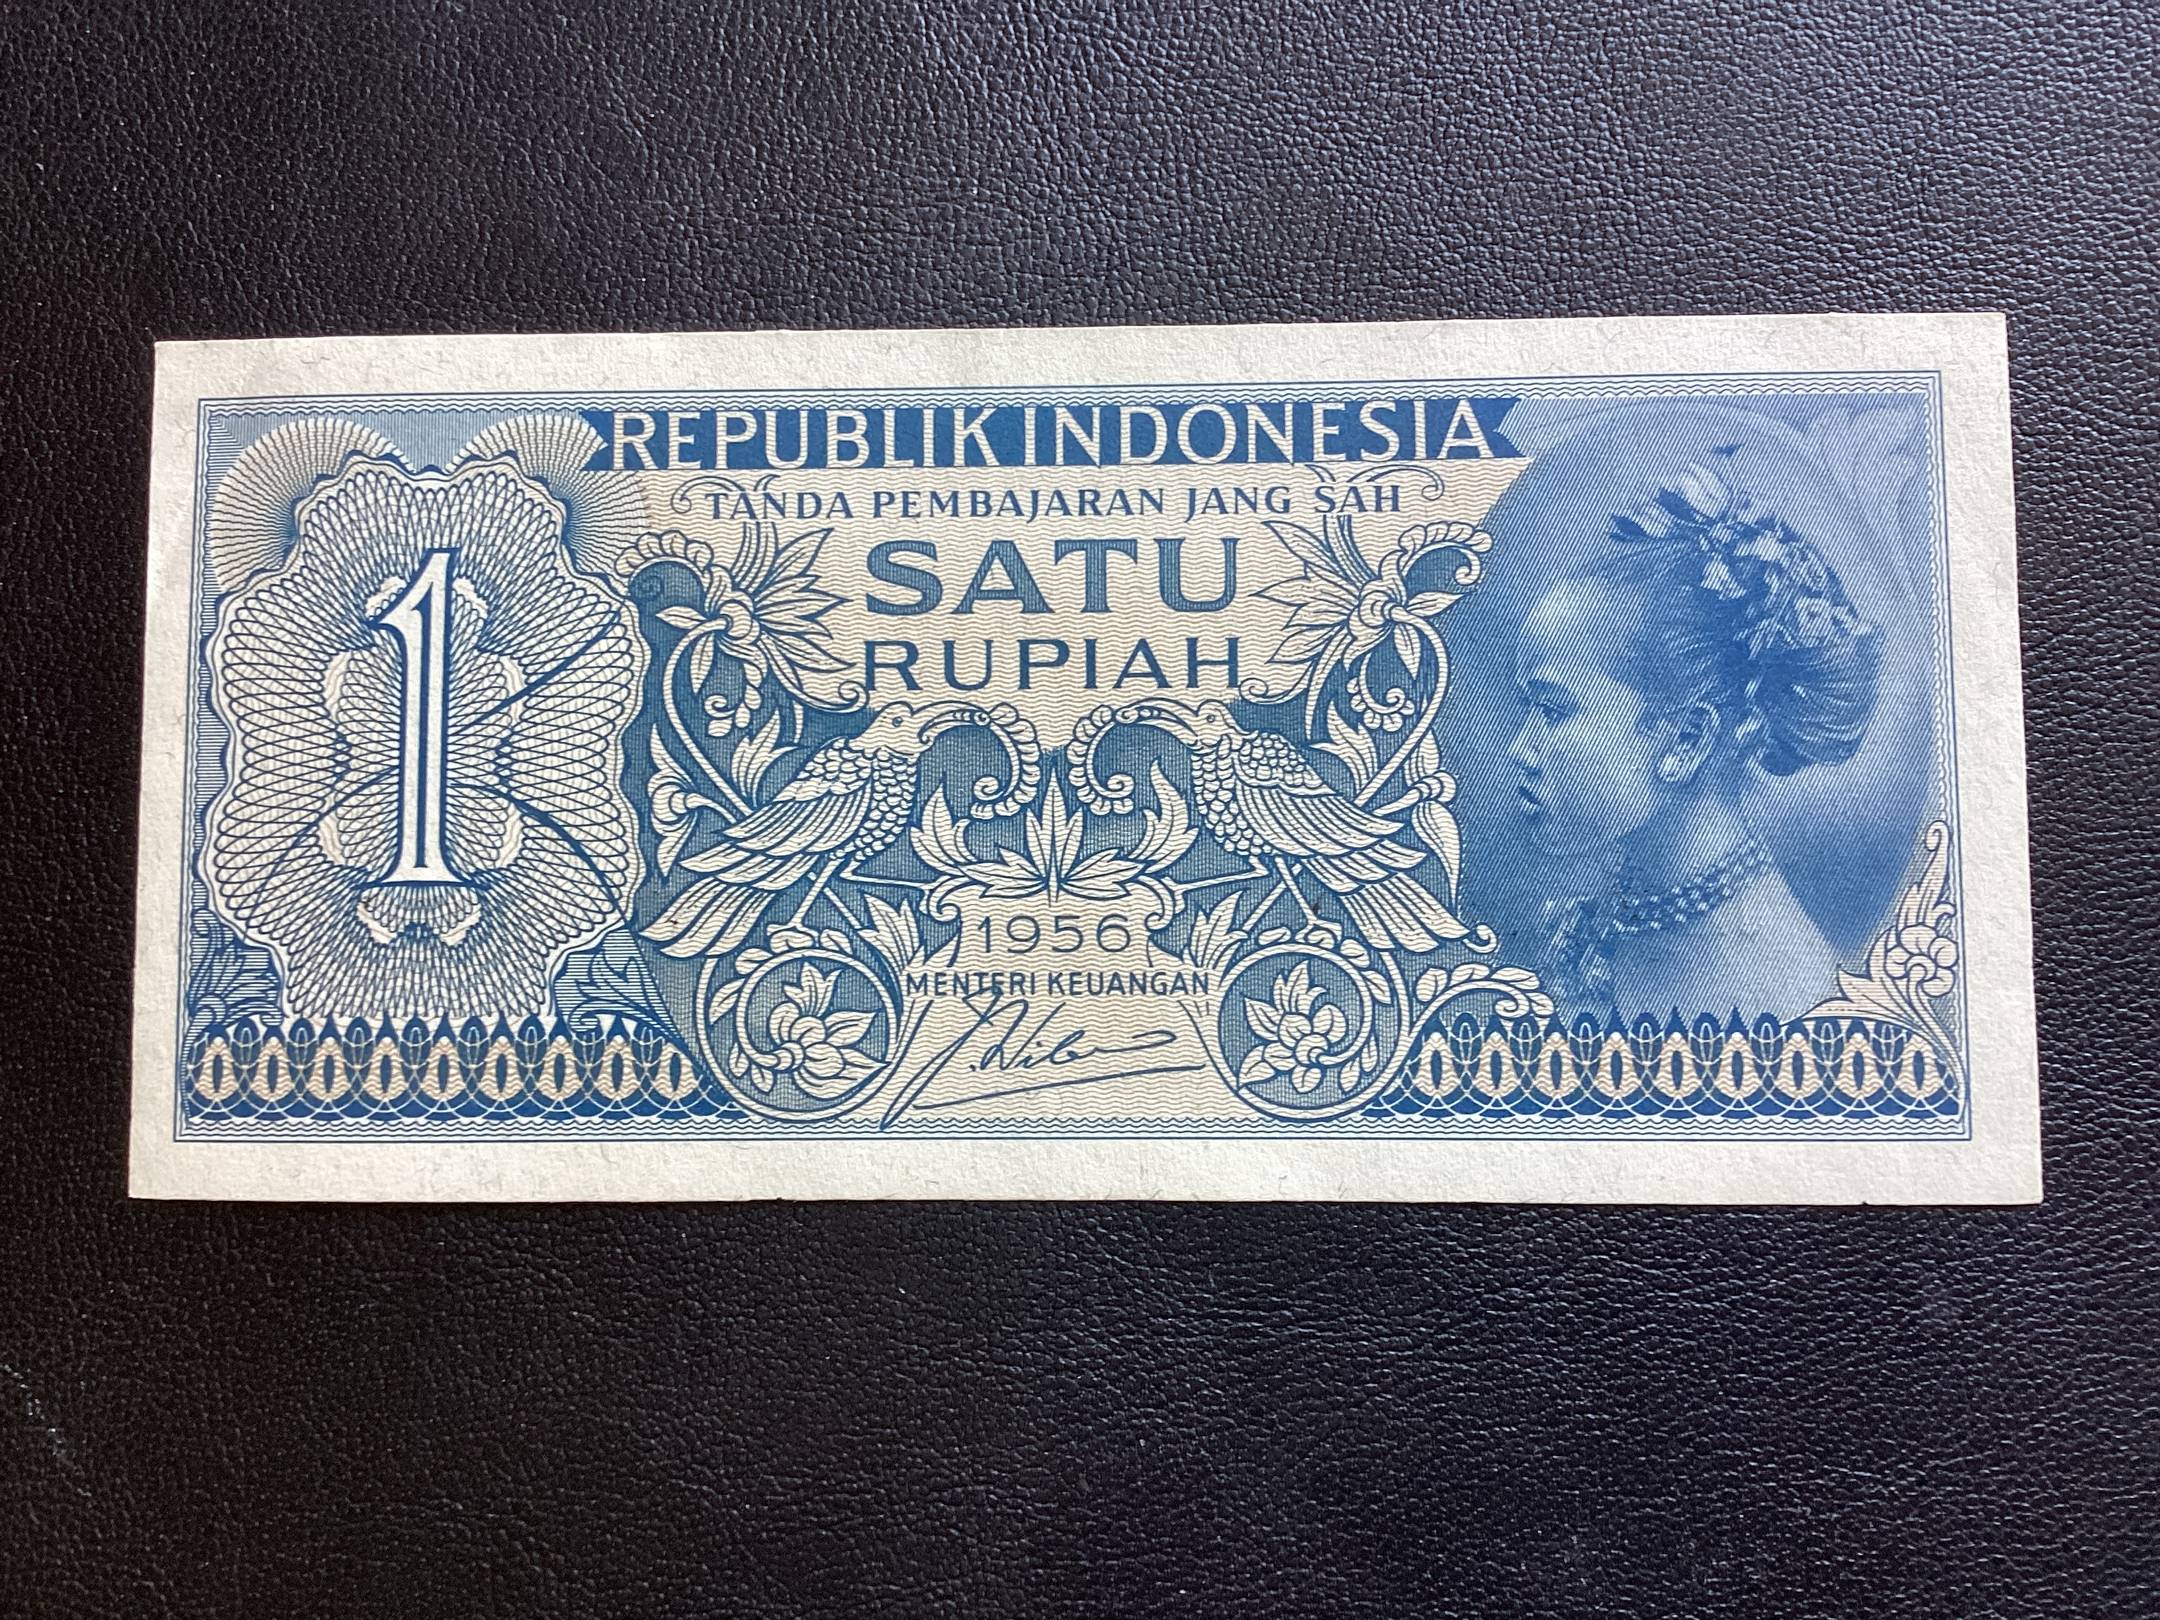 REPUBLIK INDONESIA
TANDA PEMBAJARAN JANG SAH
SATU
RUPIAH
1
1956
MENTERI KEUANGAN